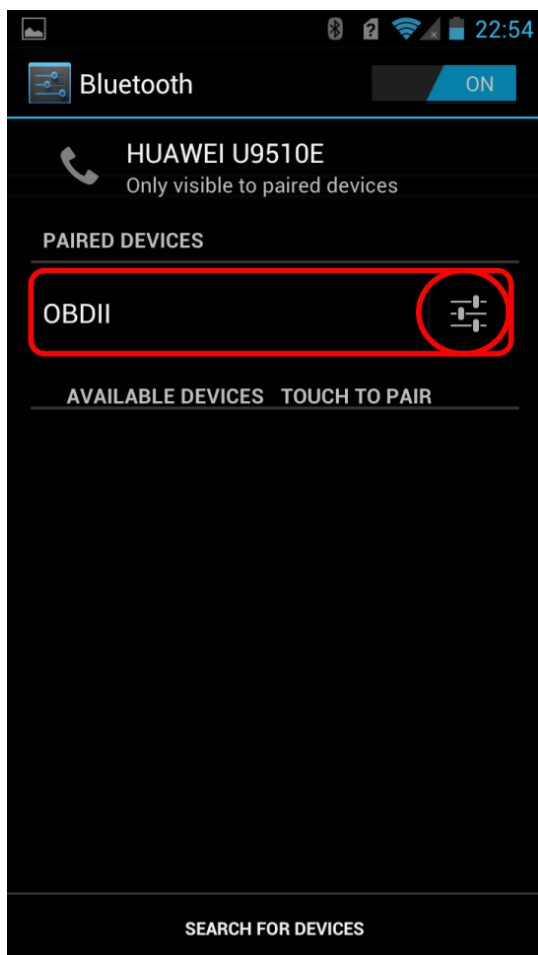 22:54
Bluetooth ON
HUAWEI U9510E
Only visible to paired devices
PAIRED DEVICES
OBDII
AVAILABLE DEVICES TOUCH TO PAIR
SEARCH FOR DEVICES